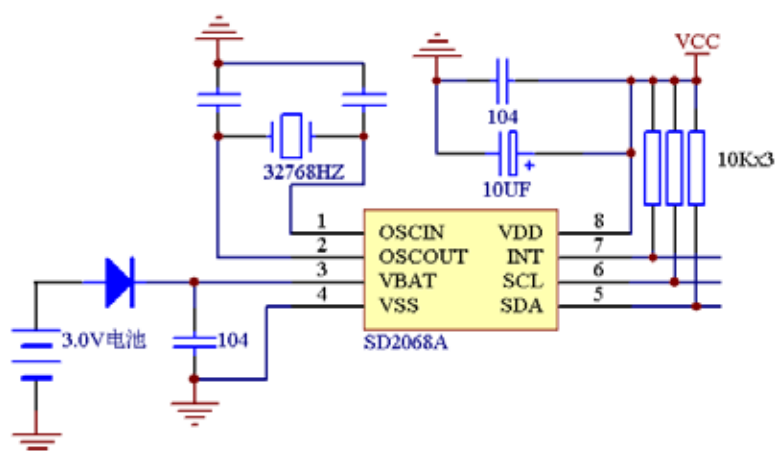 VCC
104
32768HZ
10UF
10Kx3
1 OSCIN VDD 8
2 OSCOUT INT 7
3 VBAT SCL 6
4 VSS SDA 5
3.0V电池
104
SD2068A
+